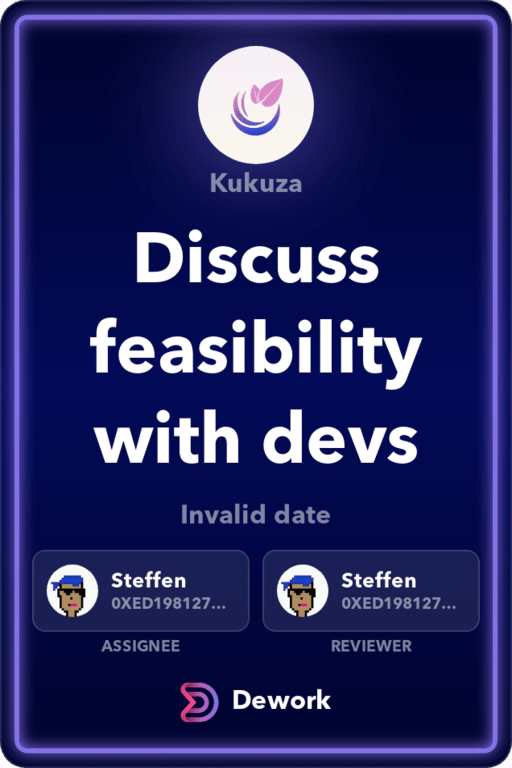 Kukuza
Discuss
feasibility
with devs
Invalid date
Steffen
0XED198127...
ASSIGNEE
Steffen
0XED198127...
REVIEWER
Dework